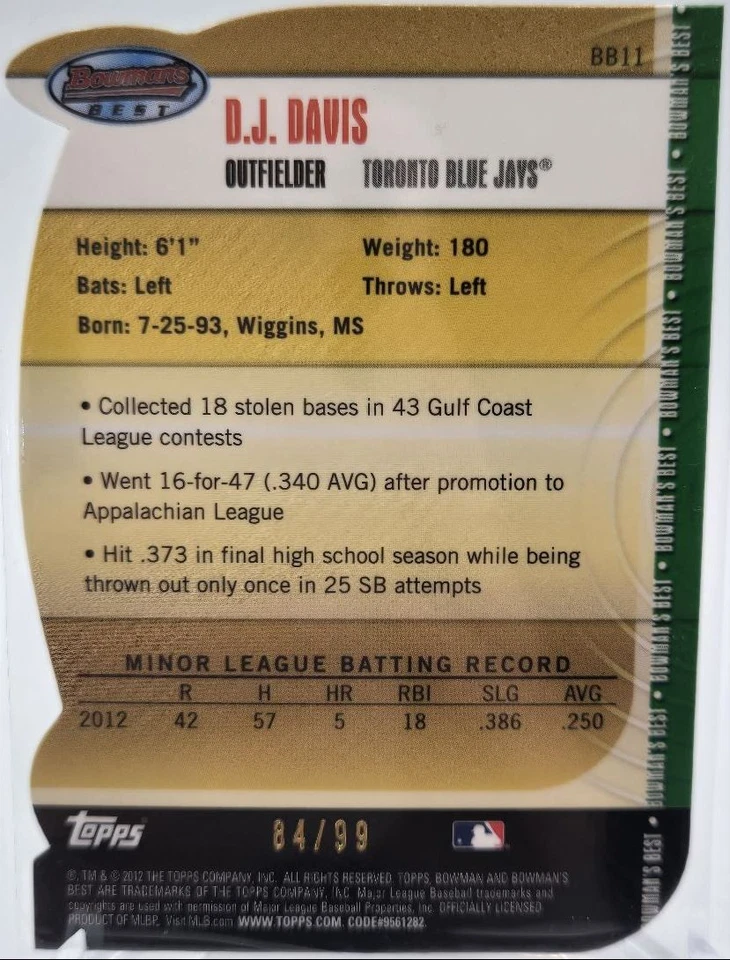 BB11
Bowman's
BEST
D.J. DAVIS
OUTFIELDER TORONTO BLUE JAYS®
Height: 6'1" Weight: 180
Bats: Left Throws: Left
Born: 7-25-93, Wiggins, MS
• Collected 18 stolen bases in 43 Gulf Coast
League contests
• Went 16-for-47 (.340 AVG) after promotion to
Appalachian League
• Hit .373 in final high school season while being
thrown out only once in 25 SB attempts
MINOR LEAGUE BATTING RECORD
R H HR RBI SLG AVG
2012 42 57 5 18 .386 .250
Topps
84/99
®, TM & © 2012 THE TOPPS COMPANY, INC. ALL RIGHTS RESERVED. TOPPS, BOWMAN AND BOWMAN'S
BEST ARE TRADEMARKS OF THE TOPPS COMPANY, INC. Major League Baseball trademarks and
copyrights are used with permission of Major League Baseball Properties, Inc. OFFICIALLY LICENSED
PRODUCT OF MLBP. Visit MLB.com WWW.TOPPS.COM. CODE#9561282.
BOWMAN'S BEST • BOWMAN'S BEST • BOWMAN'S BEST • BOWMAN'S BEST • BOWMAN'S BEST • BOWMAN'S BEST • BOWMAN'S BEST •